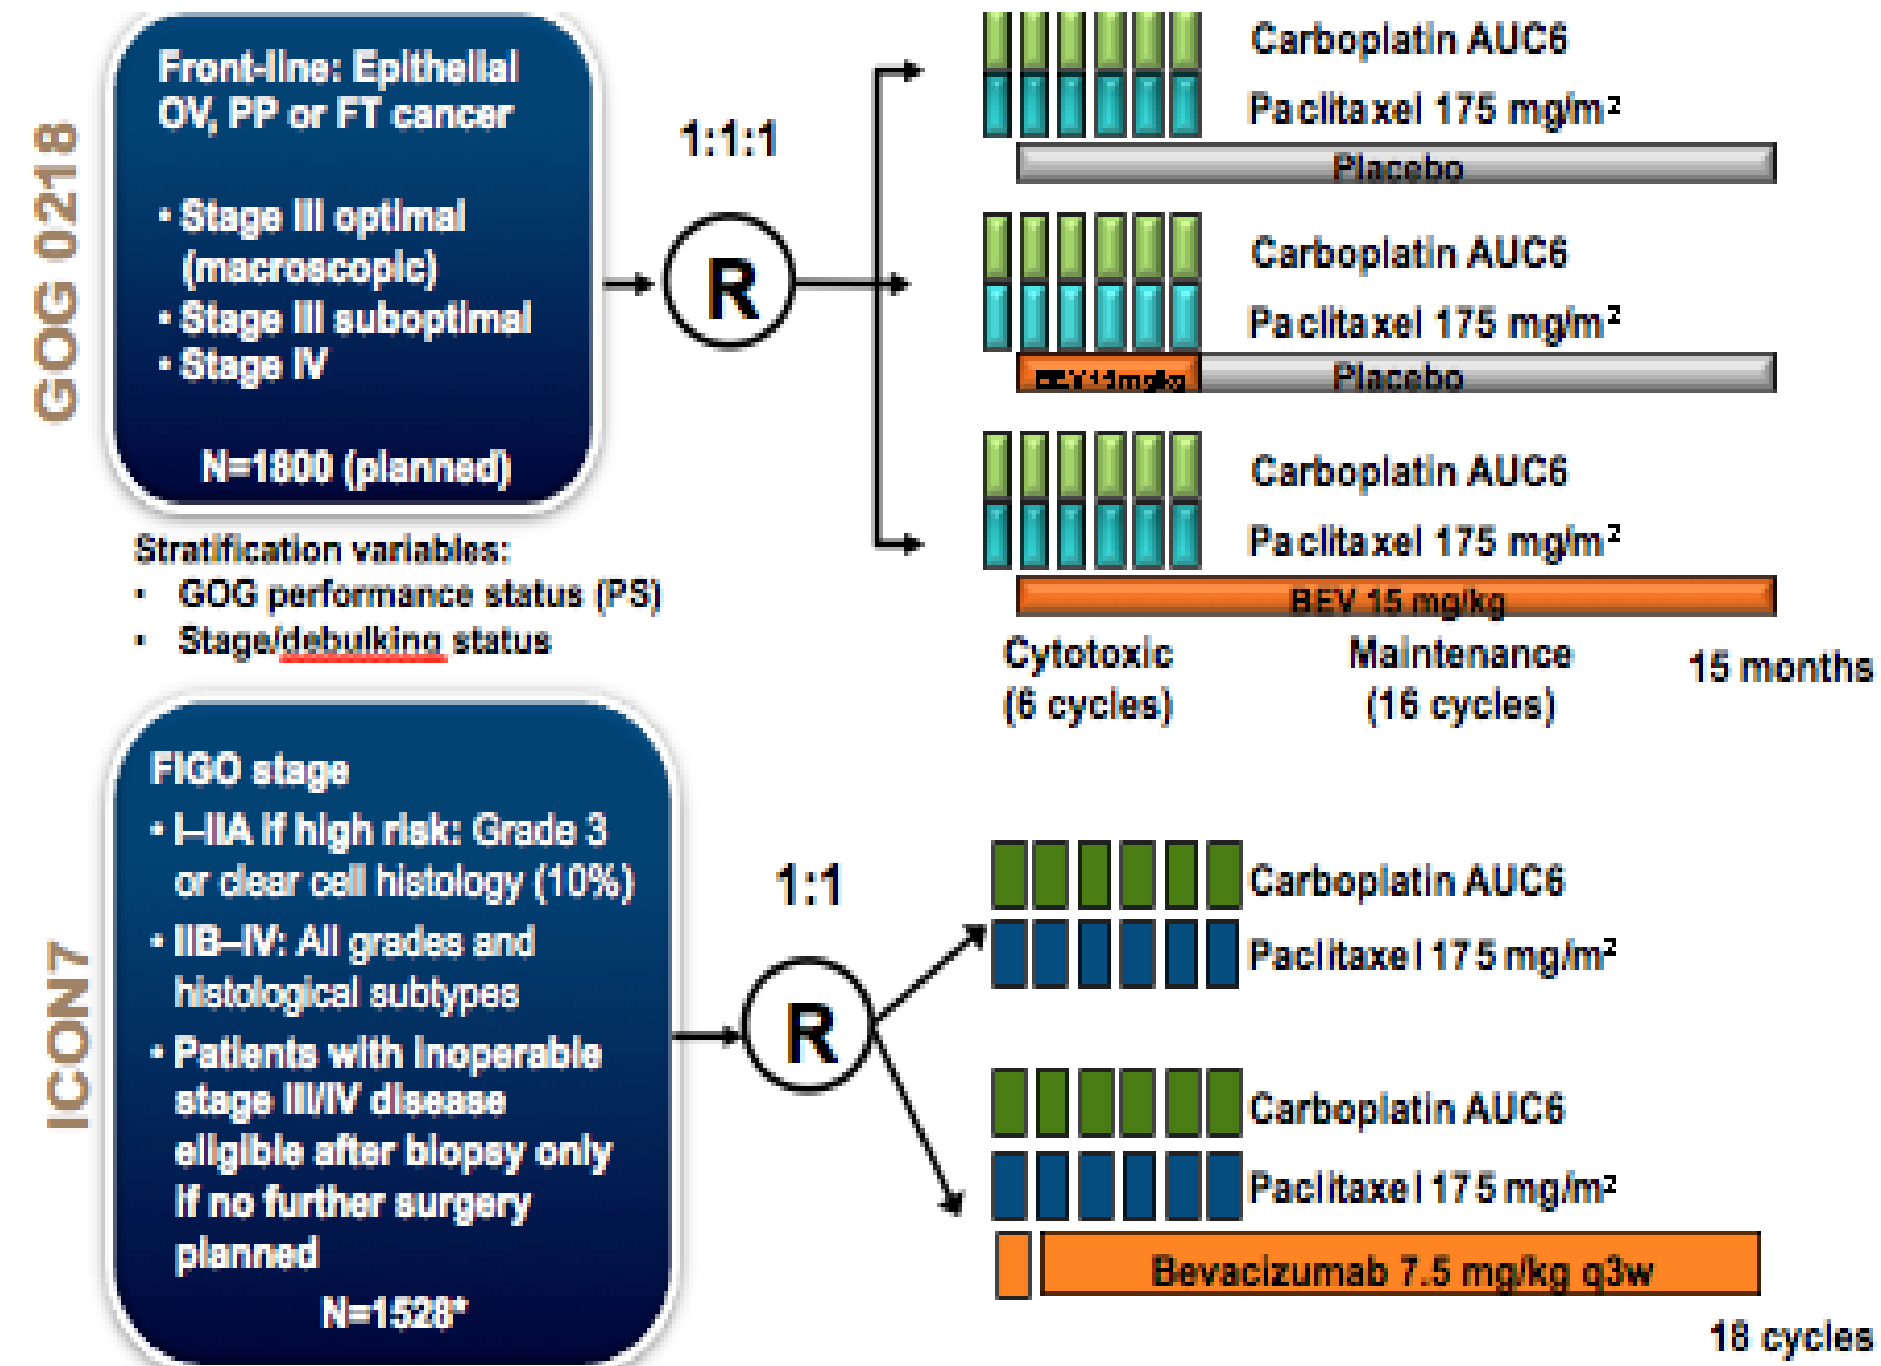 GOG 0218
Front-line: Epithelial
OV, PP or FT cancer
• Stage III optimal
(macroscopic)
• Stage III suboptimal
• Stage IV
N=1800 (planned)
Stratification variables:
• GOG performance status (PS)
• Stage/debulking status
1:1:1
R
Carboplatin AUC6
Paclitaxel 175 mg/m²
Placebo
Carboplatin AUC6
Paclitaxel 175 mg/m²
BEV 15mg/kg
Placebo
Carboplatin AUC6
Paclitaxel 175 mg/m²
BEV 15 mg/kg
Cytotoxic
(6 cycles)
Maintenance
(16 cycles)
15 months
ICON7
FIGO stage
• I–IIA if high risk: Grade 3
or clear cell histology (10%)
• IIB–IV: All grades and
histological subtypes
• Patients with inoperable
stage III/IV disease
eligible after biopsy only
if no further surgery
planned
N=1528*
1:1
R
Carboplatin AUC6
Paclitaxel 175 mg/m²
Carboplatin AUC6
Paclitaxel 175 mg/m²
Bevacizumab 7.5 mg/kg q3w
18 cycles